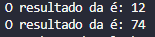 O resultado da é: 12
O resultado da é: 74